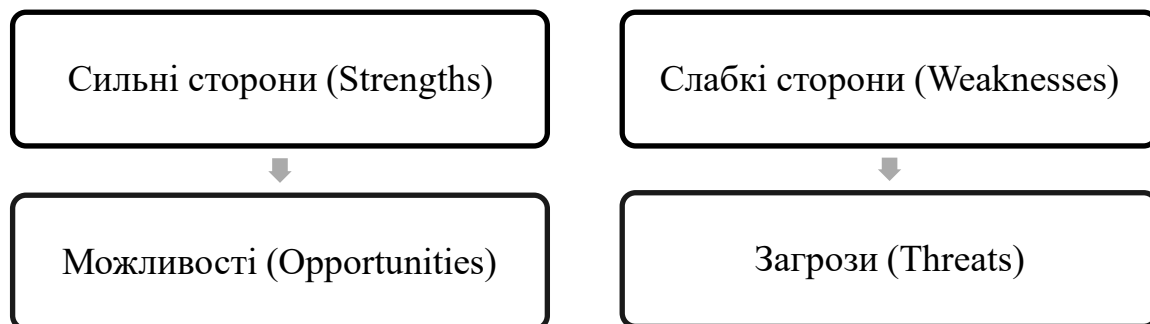 Сильні сторони (Strengths)
Слабкі сторони (Weaknesses)
Можливості (Opportunities)
Загрози (Threats)